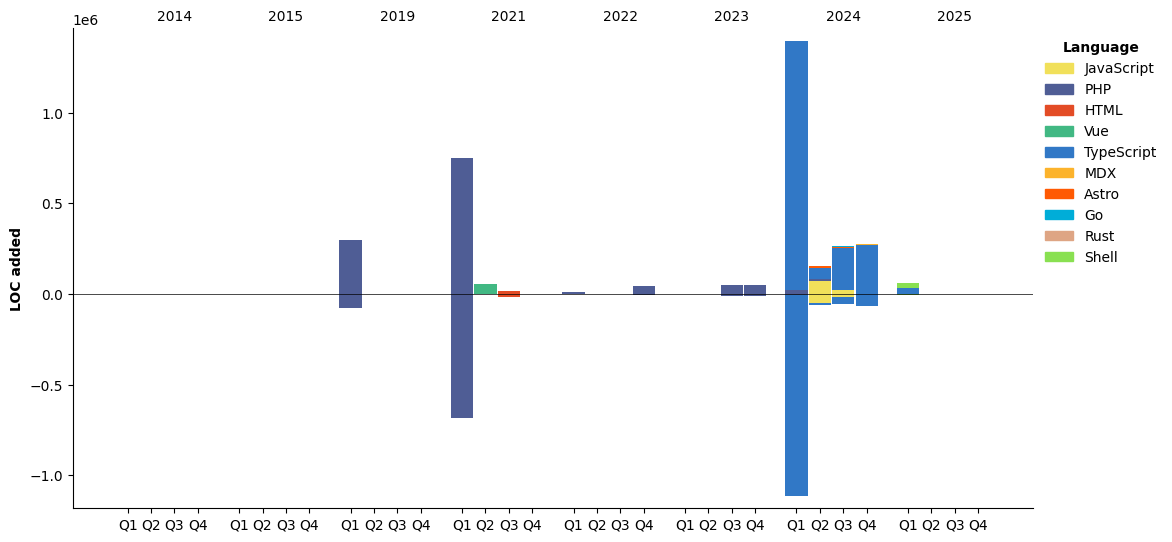 1e6
2014 2015 2019 2021 2022 2023 2024 2025
Language
JavaScript
PHP
HTML
Vue
TypeScript
MDX
Astro
Go
Rust
Shell
LOC added
1.0
0.5
0.0
−0.5
−1.0
Q1 Q2 Q3 Q4 Q1 Q2 Q3 Q4 Q1 Q2 Q3 Q4 Q1 Q2 Q3 Q4 Q1 Q2 Q3 Q4 Q1 Q2 Q3 Q4 Q1 Q2 Q3 Q4 Q1 Q2 Q3 Q4